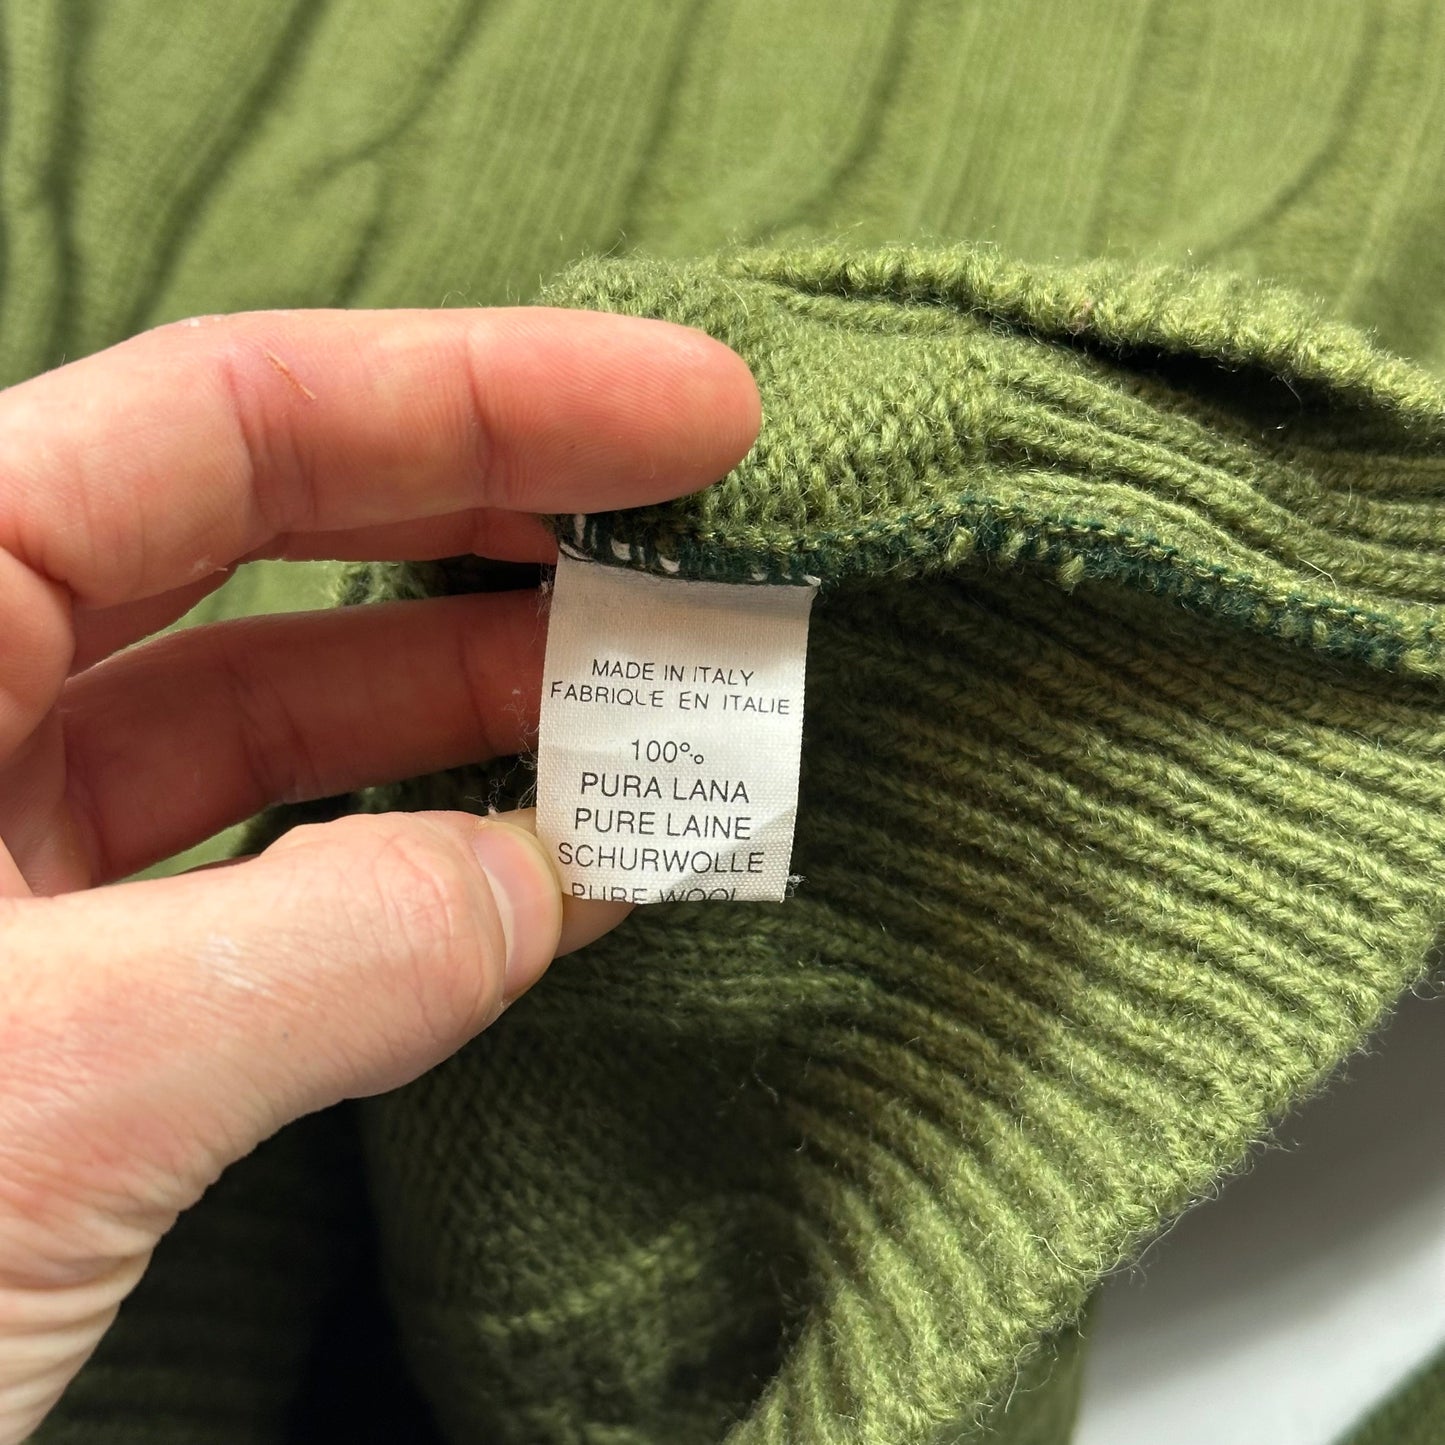 MADE IN ITALY
FABRIQUE EN ITALIE
100%
PURA LANA
PURE LAINE
SCHURWOLLE
PURE WOOL